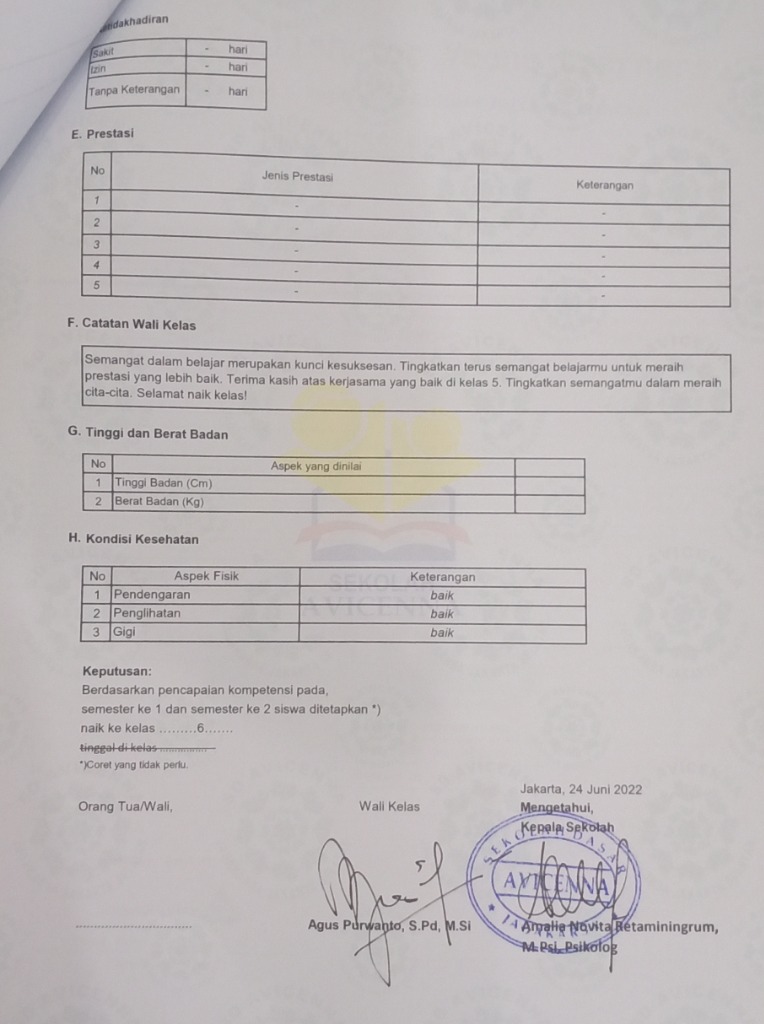 Sakit - hari
Izin - hari
Tanpa Keterangan - hari
E. Prestasi
No Jenis Prestasi Keterangan
1 - -
2 - -
3 - -
4 - -
5 - -
F. Catatan Wali Kelas
Semangat dalam belajar merupakan kunci kesuksesan. Tingkatkan terus semangat belajarmu untuk meraih
prestasi yang lebih baik. Terima kasih atas kerjasama yang baik di kelas 5. Tingkatkan semangatmu dalam meraih
cita-cita. Selamat naik kelas!
G. Tinggi dan Berat Badan
No Aspek yang dinilai
1 Tinggi Badan (Cm)
2 Berat Badan (Kg)
H. Kondisi Kesehatan
No Aspek Fisik Keterangan
1 Pendengaran baik
2 Penglihatan baik
3 Gigi baik
SEKOLAH
AVICENNA
Keputusan:
Berdasarkan pencapaian kompetensi pada,
semester ke 1 dan semester ke 2 siswa ditetapkan *)
naik ke kelas .........6.......
tinggal di kelas ...............
*)Coret yang tidak perlu.
Jakarta, 24 Juni 2022
Orang Tua/Wali, Wali Kelas Mengetahui,
Kepala Sekolah
SEKOLAH DASAR
AVICENNA
JAKARTA
............................. Agus Purwanto, S.Pd, M.Si Amalia Novita Retaminingrum,
M.Psi, Psikolog